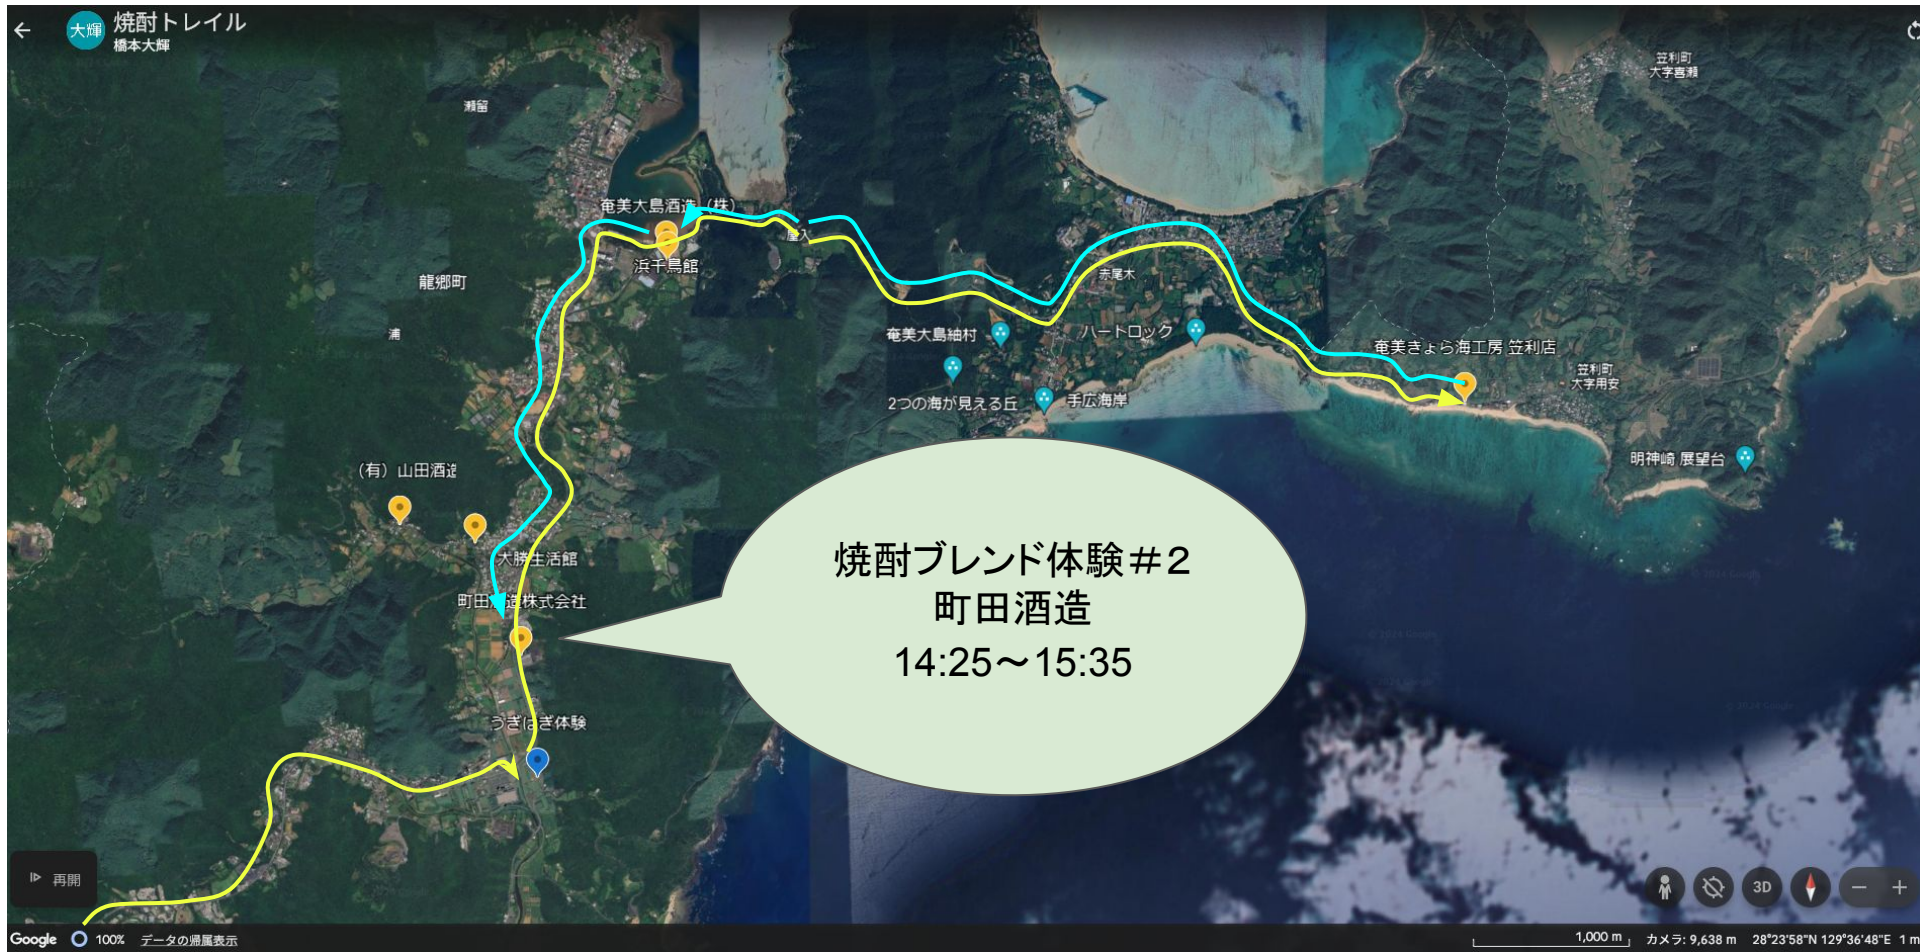 大輝
焼酎トレイル
橋本大輝
笠利町
大字喜瀬
瀬留
奄美大島酒造（株）
屋入
浜千鳥館
龍郷町
赤尾木
浦
奄美大島紬村
ハートロック
奄美きょら海工房 笠利店
笠利町
大字用安
2つの海が見える丘
手広海岸
（有）山田酒造
明神崎 展望台
大勝生活館
町田酒造株式会社
焼酎ブレンド体験＃２
町田酒造
14:25～15:35
うぎはぎ体験
再開
3D
Google
100%
データの帰属表示
1,000 m
カメラ: 9,638 m
28°23'58"N 129°36'48"E
1 m